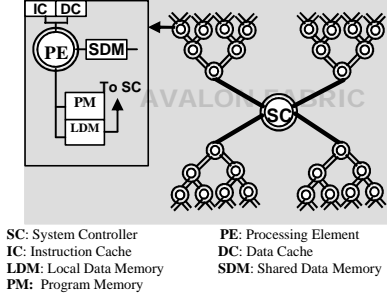 IC DC
PE SDM
To SC
PM
LDM
AVALON FABRIC
SC
SC: System Controller PE: Processing Element
IC: Instruction Cache DC: Data Cache
LDM: Local Data Memory SDM: Shared Data Memory
PM: Program Memory